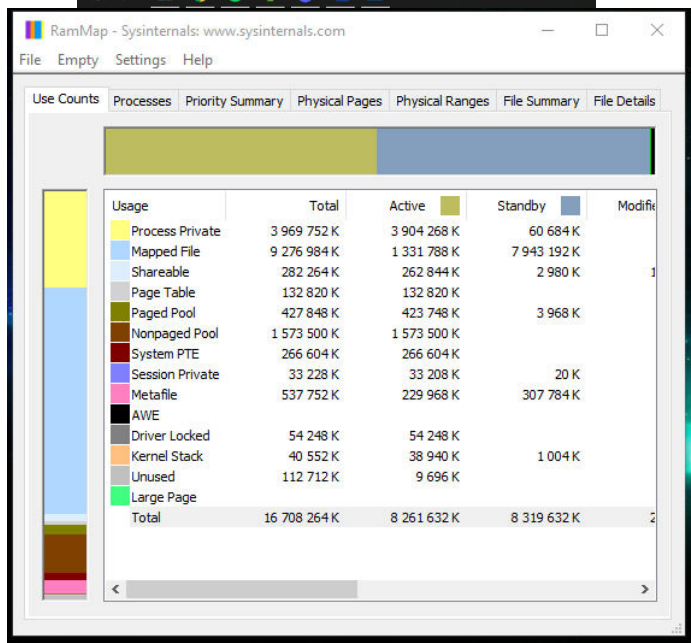 RamMap - Sysinternals: www.sysinternals.com
File Empty Settings Help
Use Counts Processes Priority Summary Physical Pages Physical Ranges File Summary File Details
Usage Total Active Standby Modifie
Process Private 3 969 752 K 3 904 268 K 60 684 K
Mapped File 9 276 984 K 1 331 788 K 7 943 192 K
Shareable 282 264 K 262 844 K 2 980 K 1
Page Table 132 820 K 132 820 K
Paged Pool 427 848 K 423 748 K 3 968 K
Nonpaged Pool 1 573 500 K 1 573 500 K
System PTE 266 604 K 266 604 K
Session Private 33 228 K 33 208 K 20 K
Metafile 537 752 K 229 968 K 307 784 K
AWE
Driver Locked 54 248 K 54 248 K
Kernel Stack 40 552 K 38 940 K 1 004 K
Unused 112 712 K 9 696 K
Large Page
Total 16 708 264 K 8 261 632 K 8 319 632 K 2